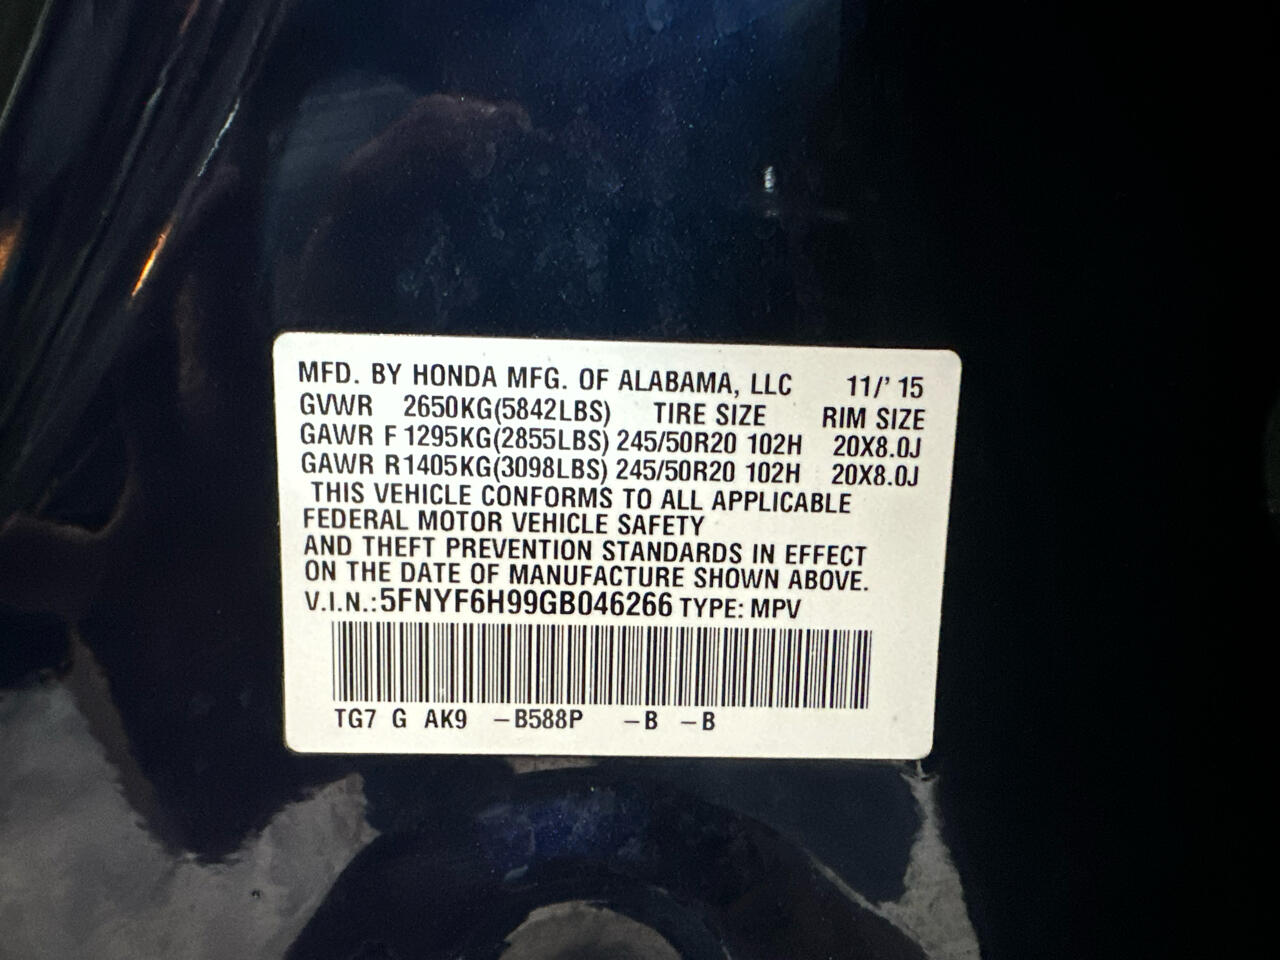 MFD. BY HONDA MFG. OF ALABAMA, LLC 11/' 15
GVWR 2650KG(5842LBS) TIRE SIZE RIM SIZE
GAWR F 1295KG(2855LBS) 245/50R20 102H 20X8.0J
GAWR R1405KG(3098LBS) 245/50R20 102H 20X8.0J
THIS VEHICLE CONFORMS TO ALL APPLICABLE
FEDERAL MOTOR VEHICLE SAFETY
AND THEFT PREVENTION STANDARDS IN EFFECT
ON THE DATE OF MANUFACTURE SHOWN ABOVE.
V.I.N.:5FNYF6H99GB046266 TYPE: MPV
TG7 G AK9 –B588P –B –B